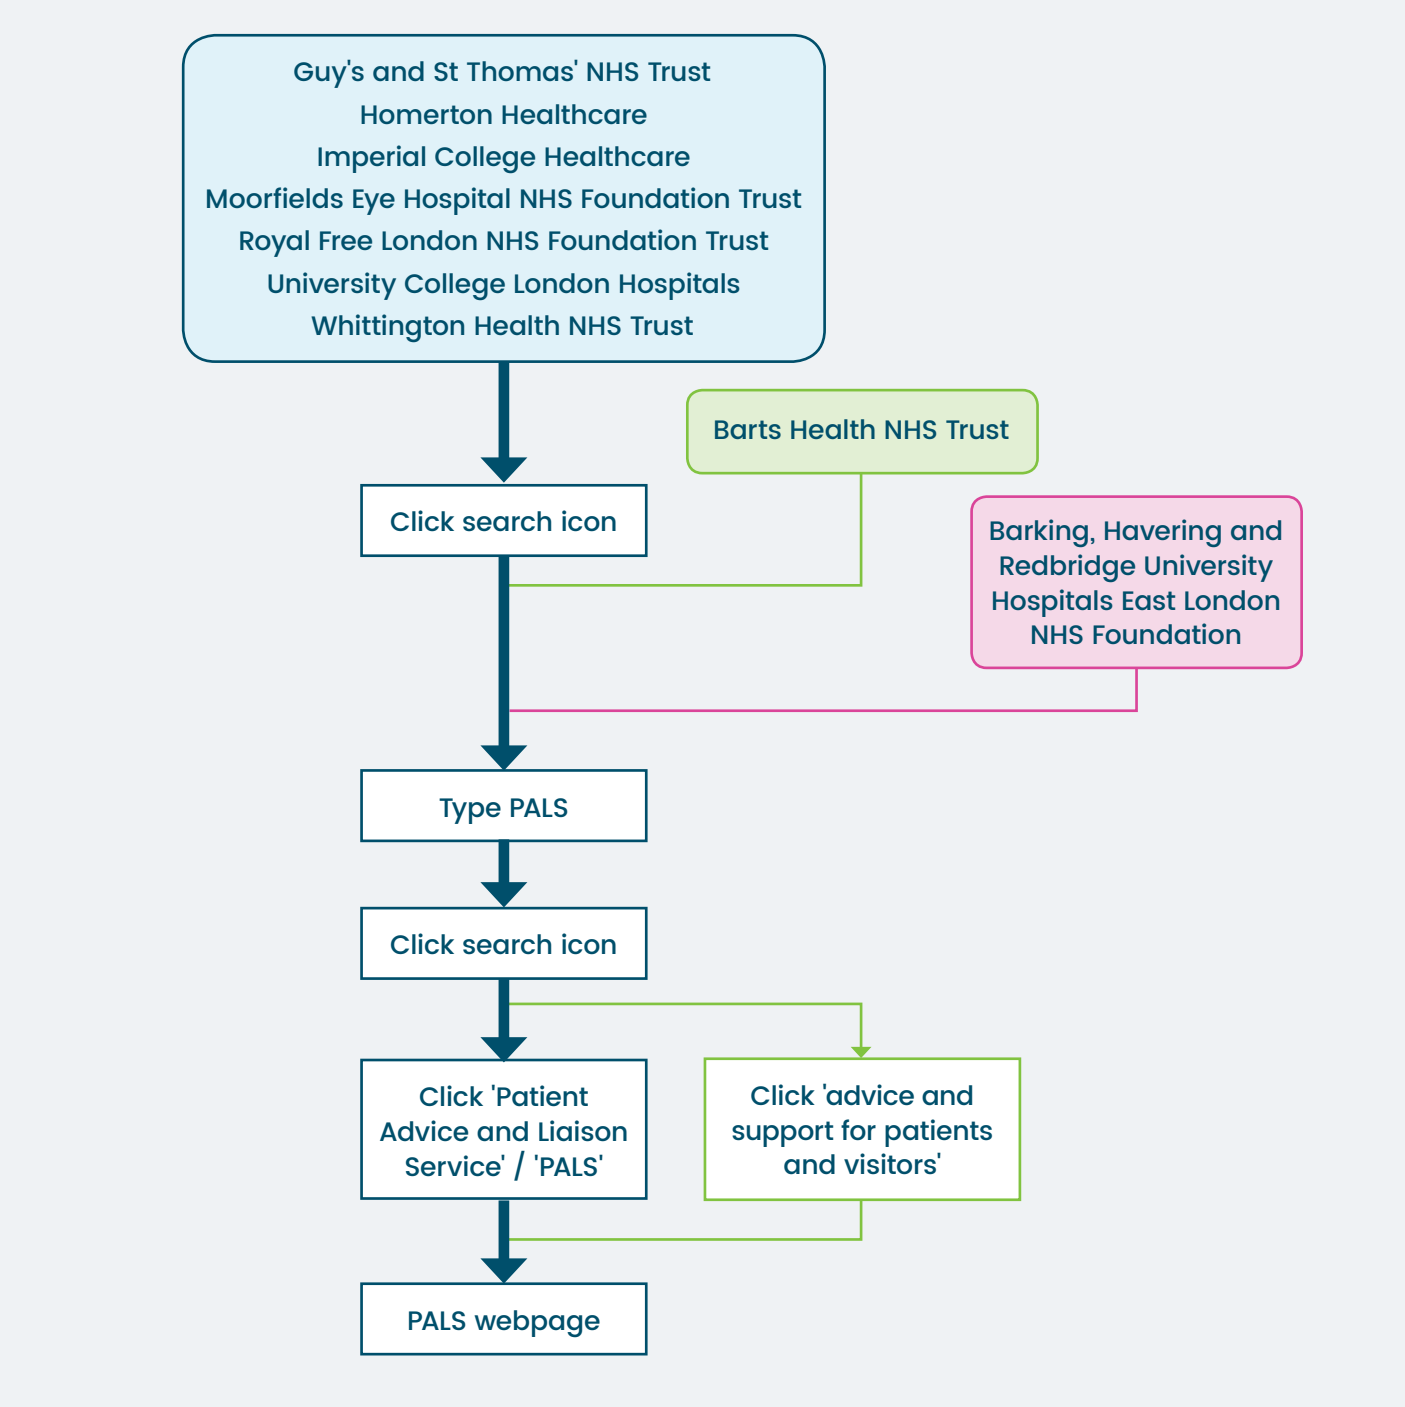 Guy's and St Thomas' NHS Trust
Homerton Healthcare
Imperial College Healthcare
Moorfields Eye Hospital NHS Foundation Trust
Royal Free London NHS Foundation Trust
University College London Hospitals
Whittington Health NHS Trust
Barts Health NHS Trust
Click search icon
Barking, Havering and
Redbridge University
Hospitals East London
NHS Foundation
Type PALS
Click search icon
Click 'Patient
Advice and Liaison
Service' / 'PALS'
Click 'advice and
support for patients
and visitors'
PALS webpage